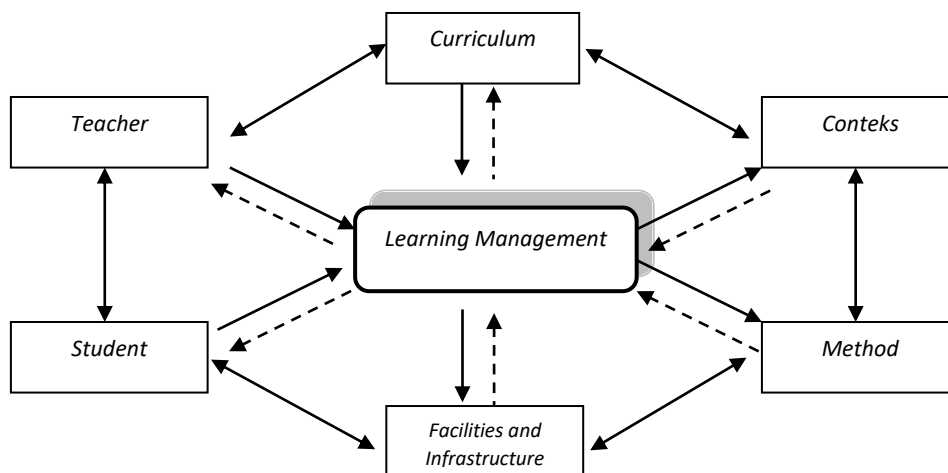 Curriculum
Teacher
Conteks
Learning Management
Student
Method
Facilities and
Infrastructure